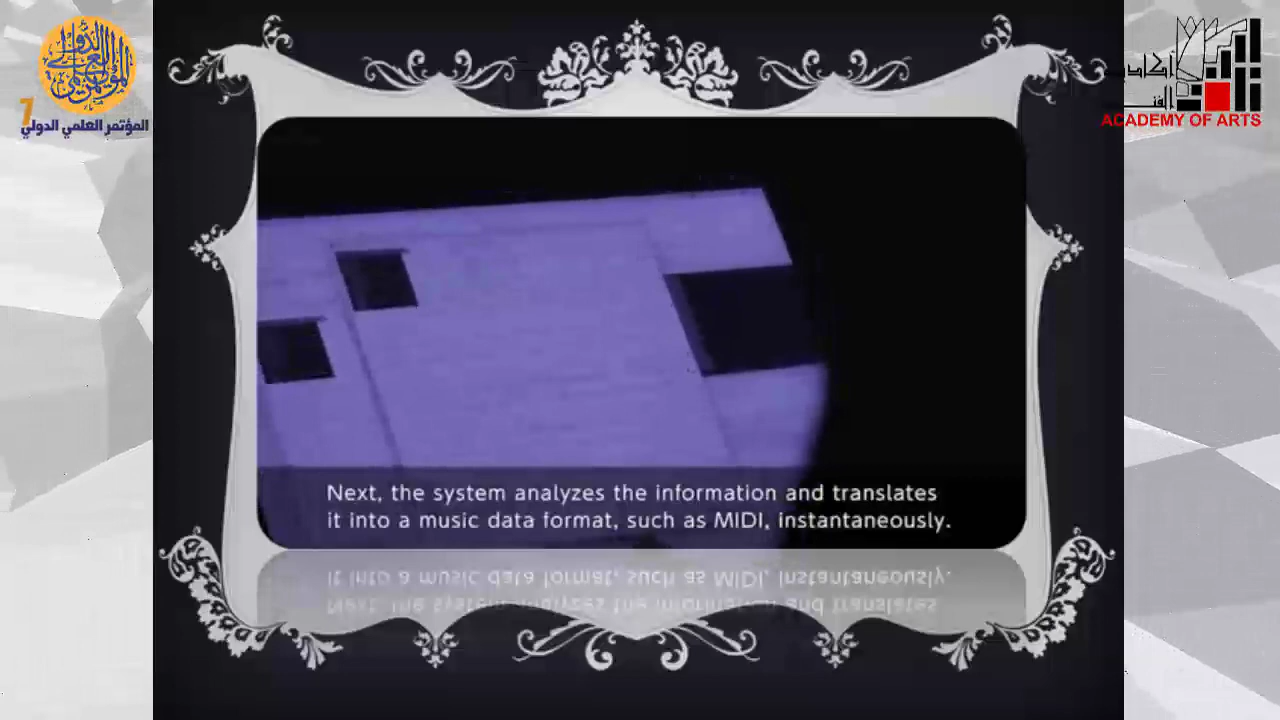 7
المؤتمر العلمي الدولي
ACADEMY OF ARTS
Next, the system analyzes the information and translates
it into a music data format, such as MIDI, instantaneously.